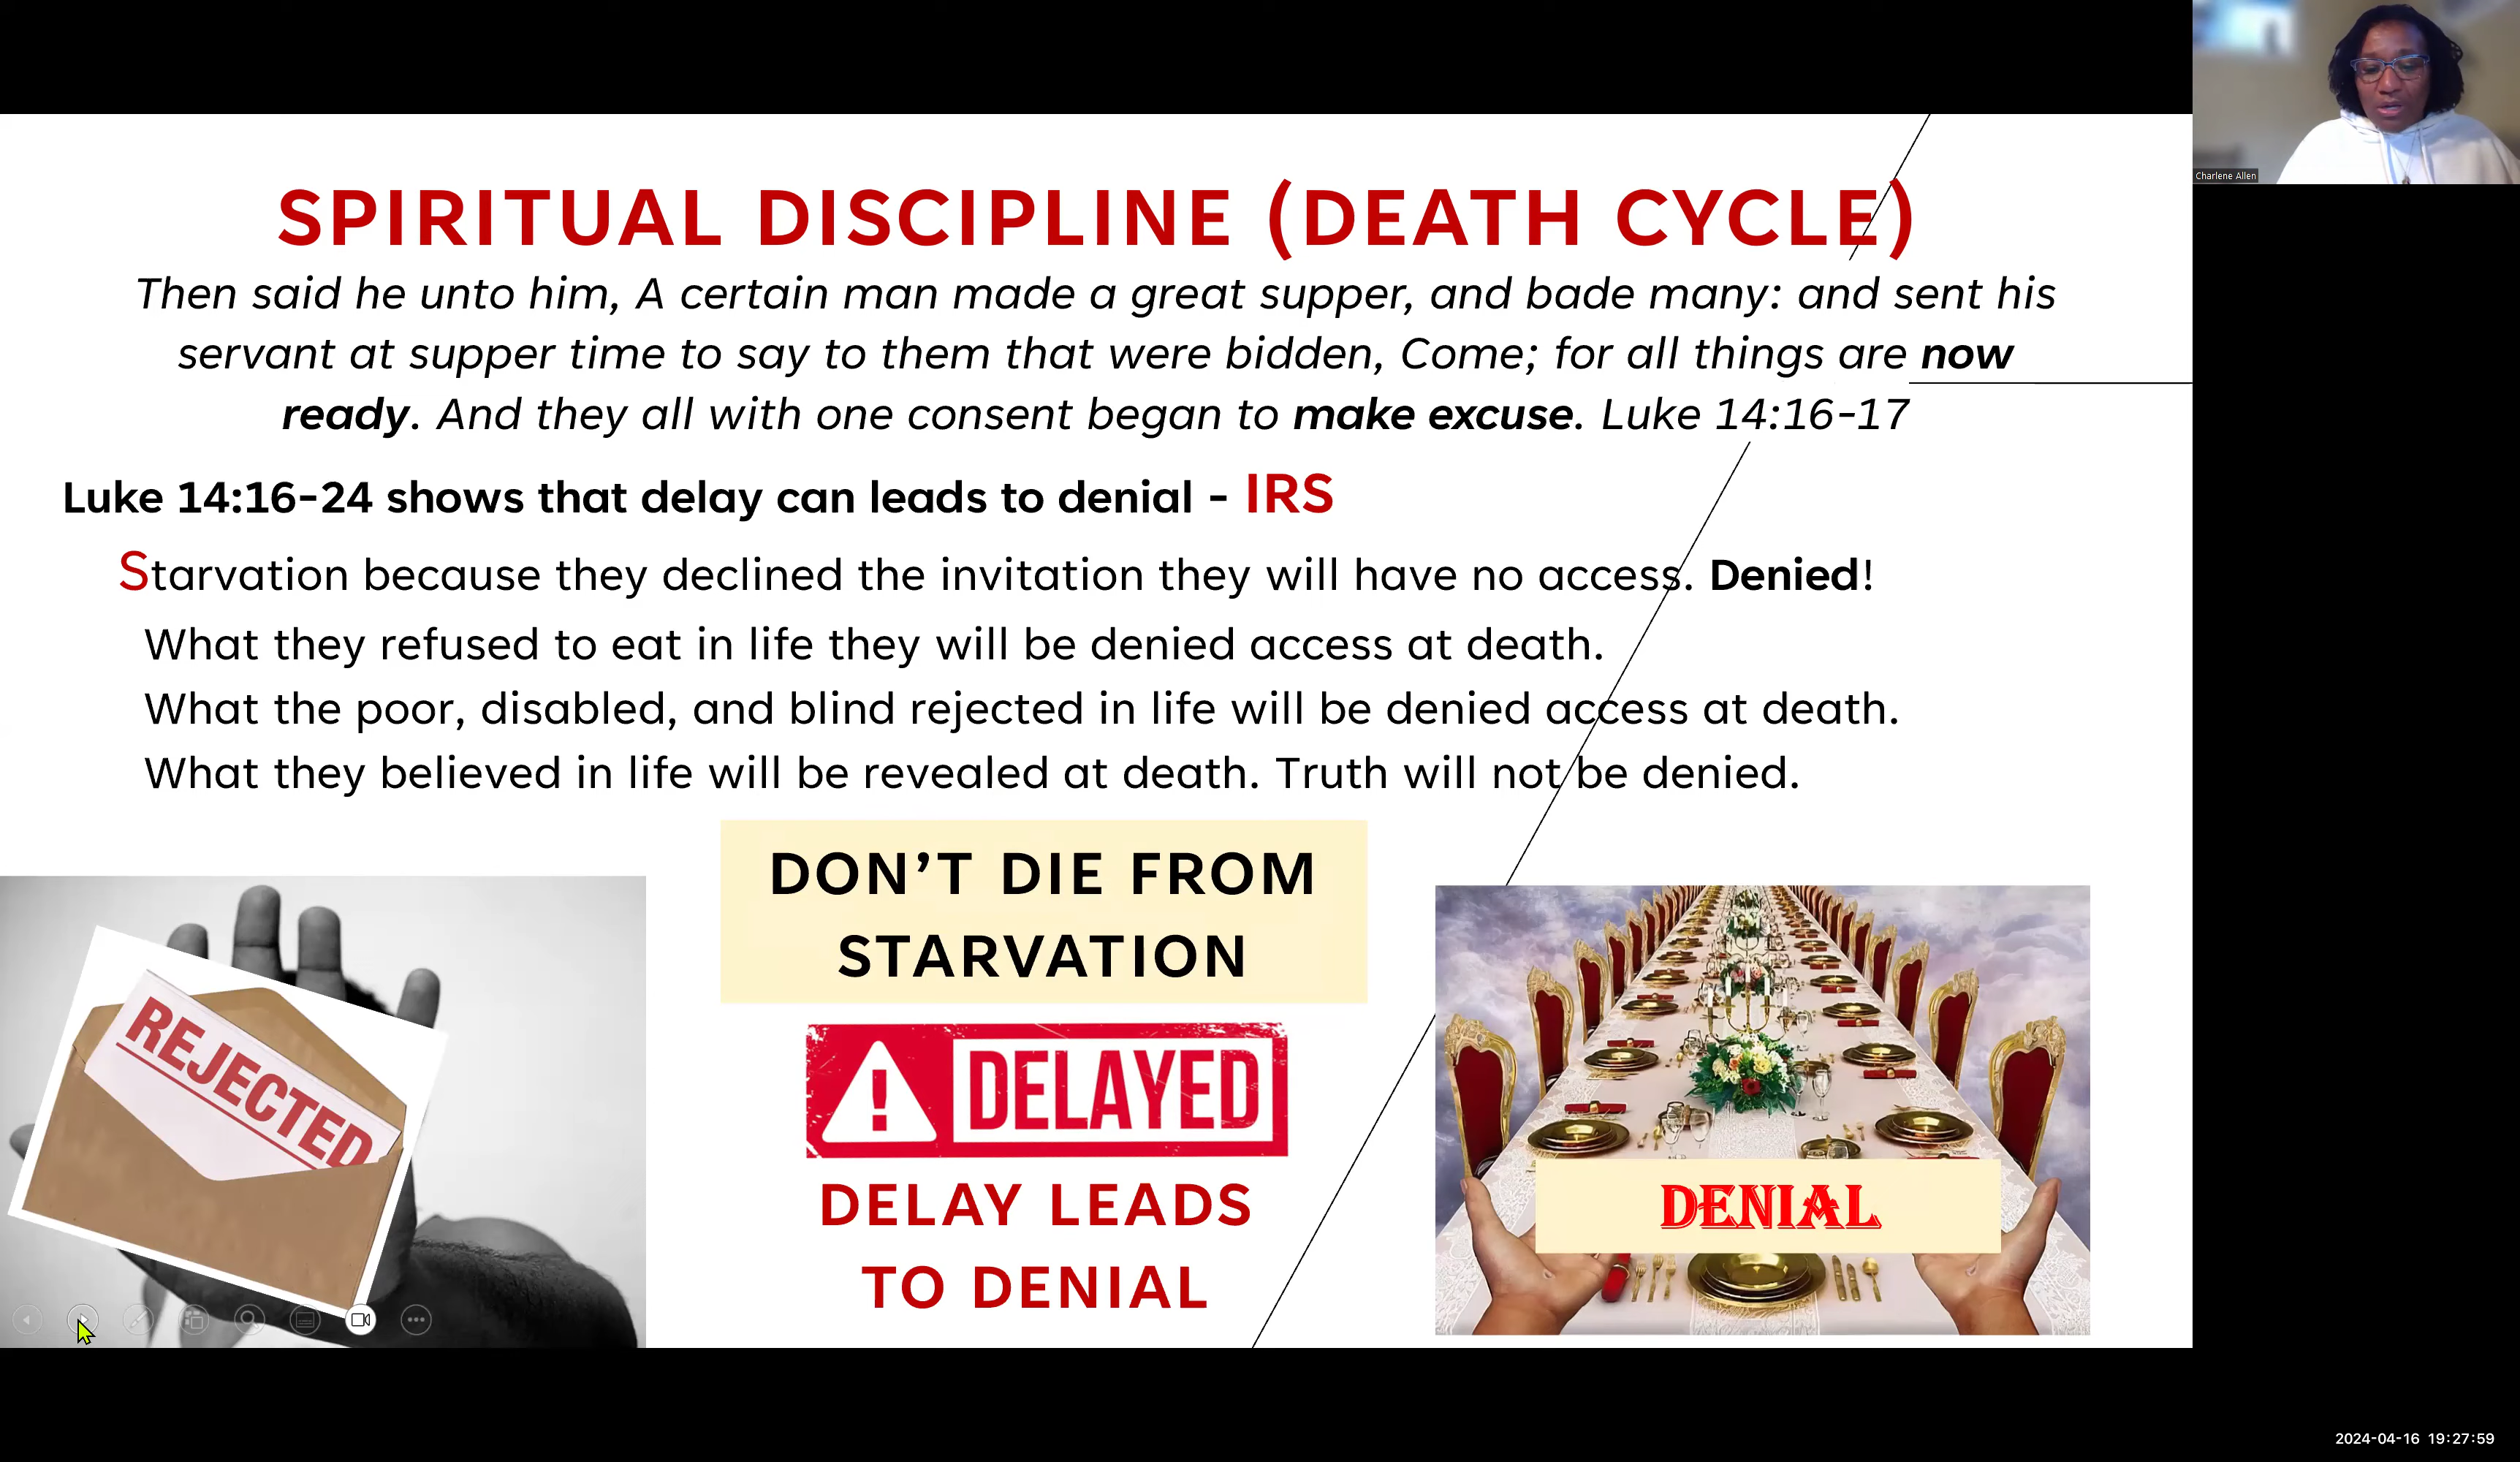 Charlene Allen
SPIRITUAL DISCIPLINE (DEATH CYCLE)
Then said he unto him, A certain man made a great supper, and bade many: and sent his
servant at supper time to say to them that were bidden, Come; for all things are now
ready. And they all with one consent began to make excuse. Luke 14:16-17
Luke 14:16-24 shows that delay can leads to denial - IRS
Starvation because they declined the invitation they will have no access. Denied!
What they refused to eat in life they will be denied access at death.
What the poor, disabled, and blind rejected in life will be denied access at death.
What they believed in life will be revealed at death. Truth will not be denied.
REJECTED
DON'T DIE FROM
STARVATION
DELAYED
DELAY LEADS
TO DENIAL
DENIAL
2024-04-16 19:27:59